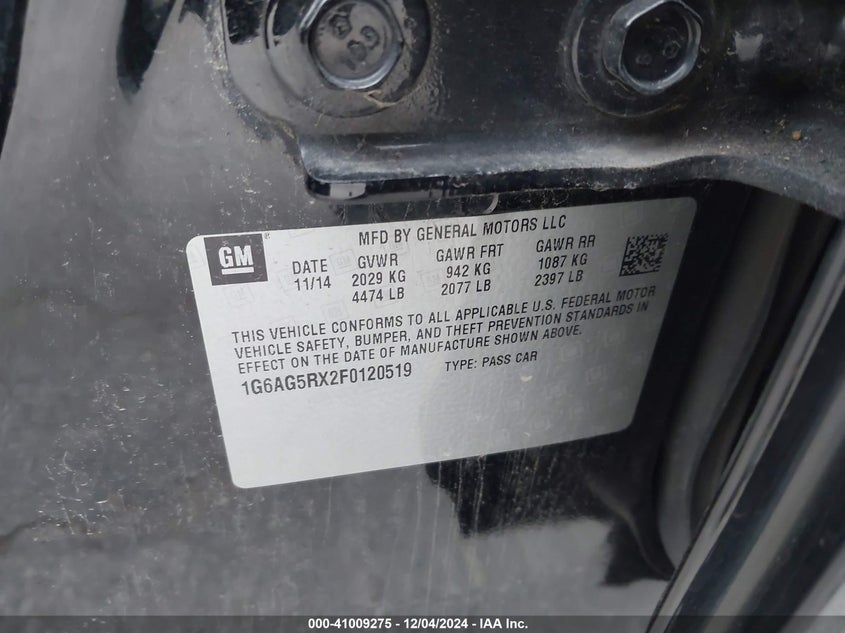 GM
MFD BY GENERAL MOTORS LLC
DATE GVWR GAWR FRT GAWR RR
11/14 2029 KG 942 KG 1087 KG
4474 LB 2077 LB 2397 LB
THIS VEHICLE CONFORMS TO ALL APPLICABLE U.S. FEDERAL MOTOR
VEHICLE SAFETY, BUMPER, AND THEFT PREVENTION STANDARDS IN
EFFECT ON THE DATE OF MANUFACTURE SHOWN ABOVE.
1G6AG5RX2F0120519 TYPE: PASS CAR
000-41009275 - 12/04/2024 - IAA Inc.